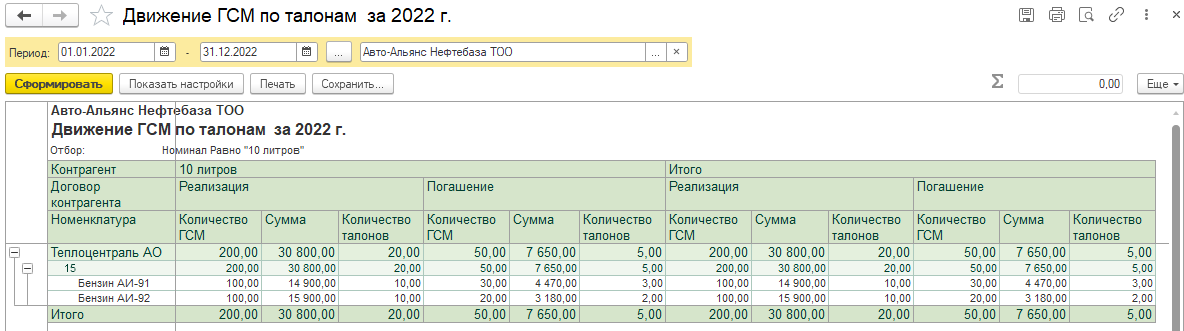 Движение ГСМ по талонам за 2022 г.
Период: 01.01.2022 - 31.12.2022 ... Авто-Альянс Нефтебаза ТОО ... ×
Сформировать Показать настройки Печать Сохранить... Σ 0,00 Еще
Авто-Альянс Нефтебаза ТОО
Движение ГСМ по талонам за 2022 г.
Отбор: Номинал Равно "10 литров"
Контрагент 10 литров Итого
Договор контрагента Реализация Погашение Реализация Погашение
Номенклатура Количество ГСМ Сумма Количество талонов Количество ГСМ Сумма Количество талонов Количество ГСМ Сумма Количество талонов Количество ГСМ Сумма Количество талонов
Теплоцентраль АО 200,00 30 800,00 20,00 50,00 7 650,00 5,00 200,00 30 800,00 20,00 50,00 7 650,00 5,00
15 200,00 30 800,00 20,00 50,00 7 650,00 5,00 200,00 30 800,00 20,00 50,00 7 650,00 5,00
Бензин АИ-91 100,00 14 900,00 10,00 30,00 4 470,00 3,00 100,00 14 900,00 10,00 30,00 4 470,00 3,00
Бензин АИ-92 100,00 15 900,00 10,00 20,00 3 180,00 2,00 100,00 15 900,00 10,00 20,00 3 180,00 2,00
Итого 200,00 30 800,00 20,00 50,00 7 650,00 5,00 200,00 30 800,00 20,00 50,00 7 650,00 5,00